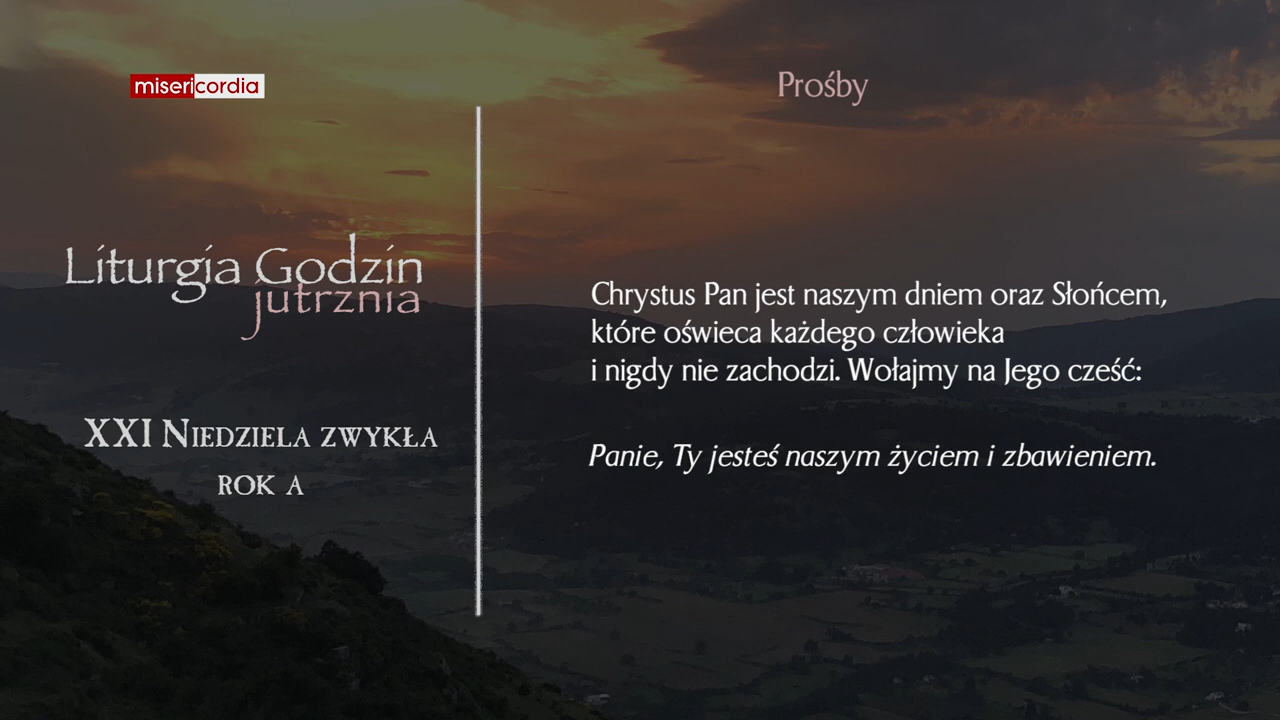 misericordia
Liturgia Godzin
jutrznia
XXI Niedziela zwykła
rok a
Prośby
Chrystus Pan jest naszym dniem oraz Słońcem,
które oświeca każdego człowieka
i nigdy nie zachodzi. Wołajmy na Jego cześć:
Panie, Ty jesteś naszym życiem i zbawieniem.